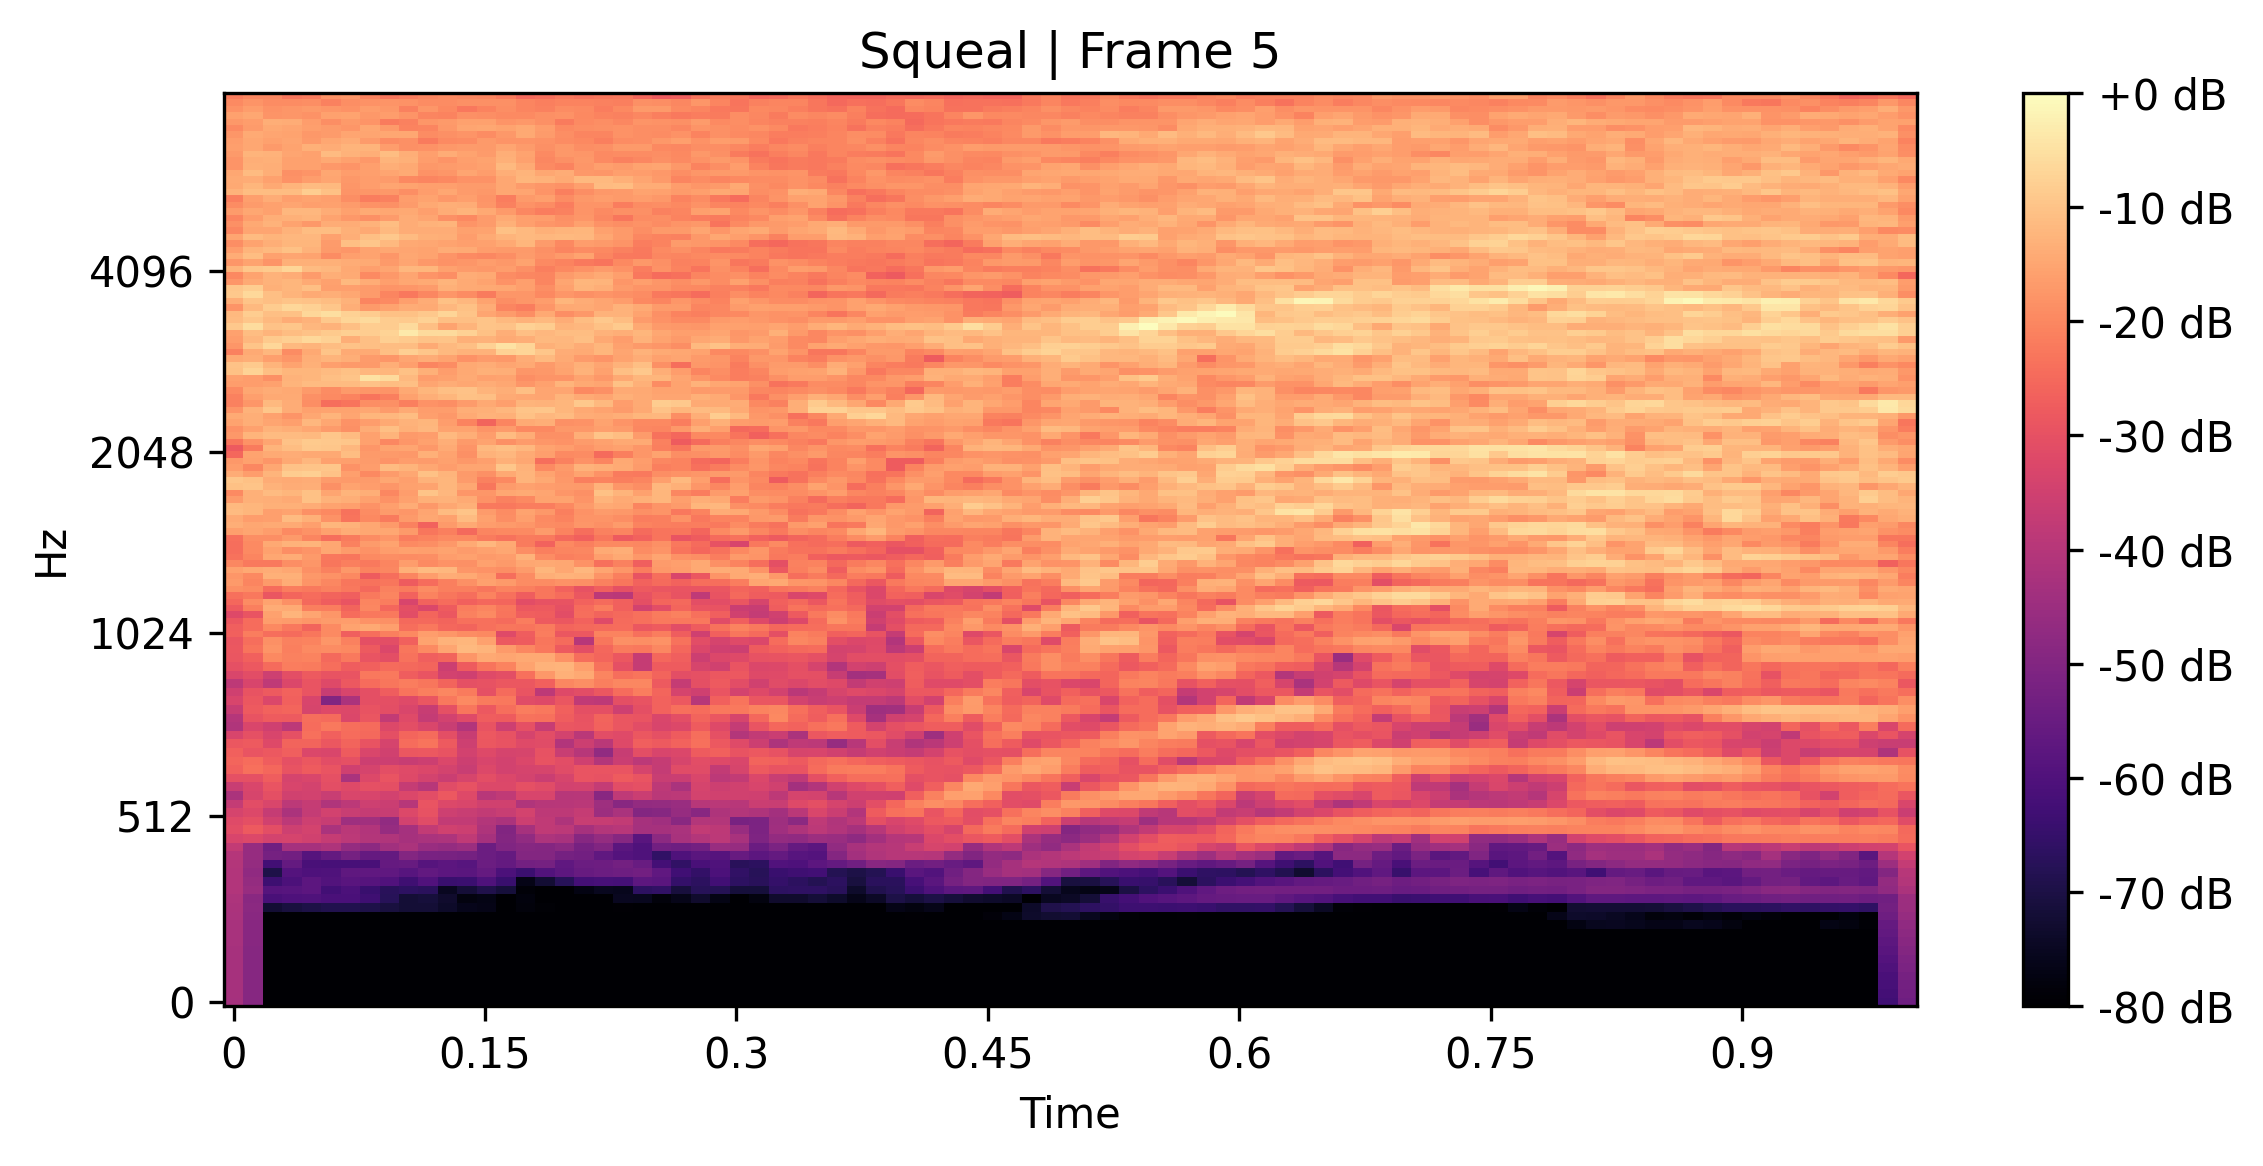 Squeal | Frame 5
+0 dB
-10 dB
-20 dB
-30 dB
-40 dB
-50 dB
-60 dB
-70 dB
-80 dB
Hz
4096
2048
1024
512
0
0 0.15 0.3 0.45 0.6 0.75 0.9
Time